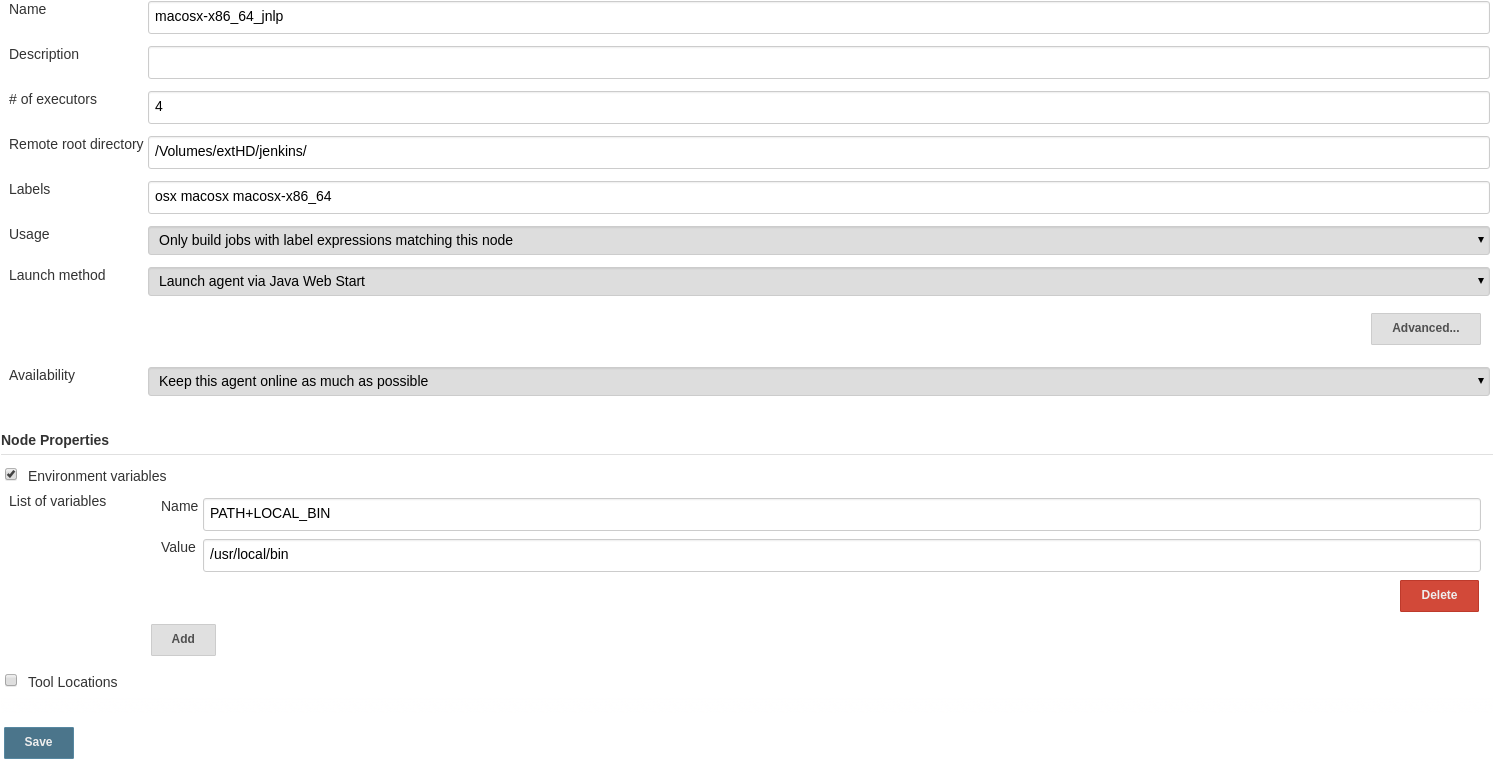 Name macosx-x86_64_jnlp
Description
# of executors 4
Remote root directory /Volumes/extHD/jenkins/
Labels osx macosx macosx-x86_64
Usage Only build jobs with label expressions matching this node
Launch method Launch agent via Java Web Start
Advanced...
Availability Keep this agent online as much as possible
Node Properties
Environment variables
List of variables Name PATH+LOCAL_BIN
Value /usr/local/bin
Delete
Add
Tool Locations
Save